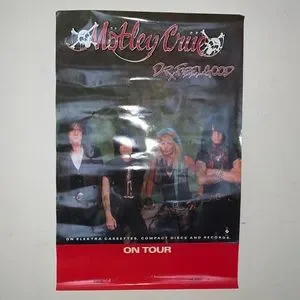 Mötley Crüe
DR. FEELGOOD
ON ELEKTRA CASSETTES, COMPACT DISCS AND RECORDS.
ON TOUR